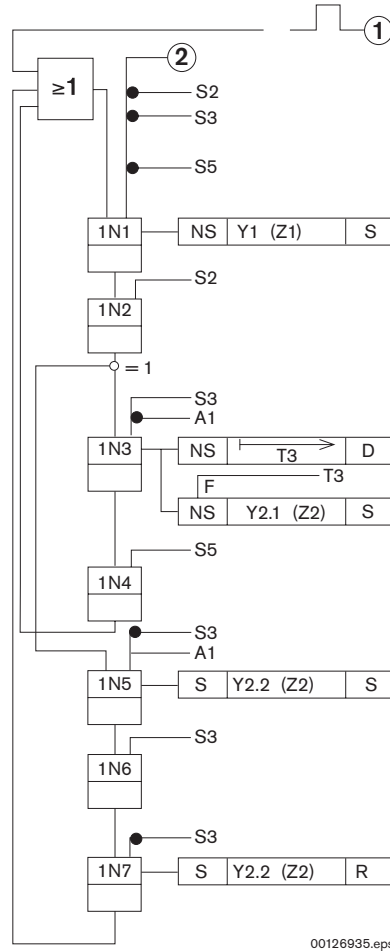 1
≥1
2
S2
S3
S5
1N1 NS Y1 (Z1) S
S2
1N2
= 1
S3
A1
1N3 NS T3 D
T3
F
NS Y2.1 (Z2) S
S5
1N4
S3
A1
1N5 S Y2.2 (Z2) S
S3
1N6
S3
1N7 S Y2.2 (Z2) R
00126935.eps